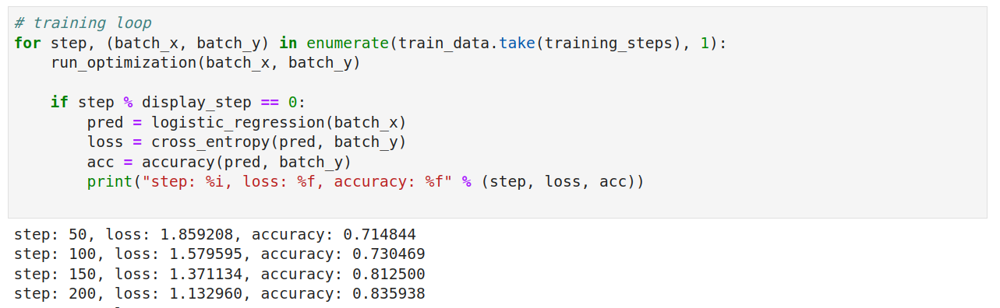 # training loop
for step, (batch_x, batch_y) in enumerate(train_data.take(training_steps), 1):
    run_optimization(batch_x, batch_y)
    if step % display_step == 0:
        pred = logistic_regression(batch_x)
        loss = cross_entropy(pred, batch_y)
        acc = accuracy(pred, batch_y)
        print("step: %i, loss: %f, accuracy: %f" % (step, loss, acc))
step: 50, loss: 1.859208, accuracy: 0.714844
step: 100, loss: 1.579595, accuracy: 0.730469
step: 150, loss: 1.371134, accuracy: 0.812500
step: 200, loss: 1.132960, accuracy: 0.835938